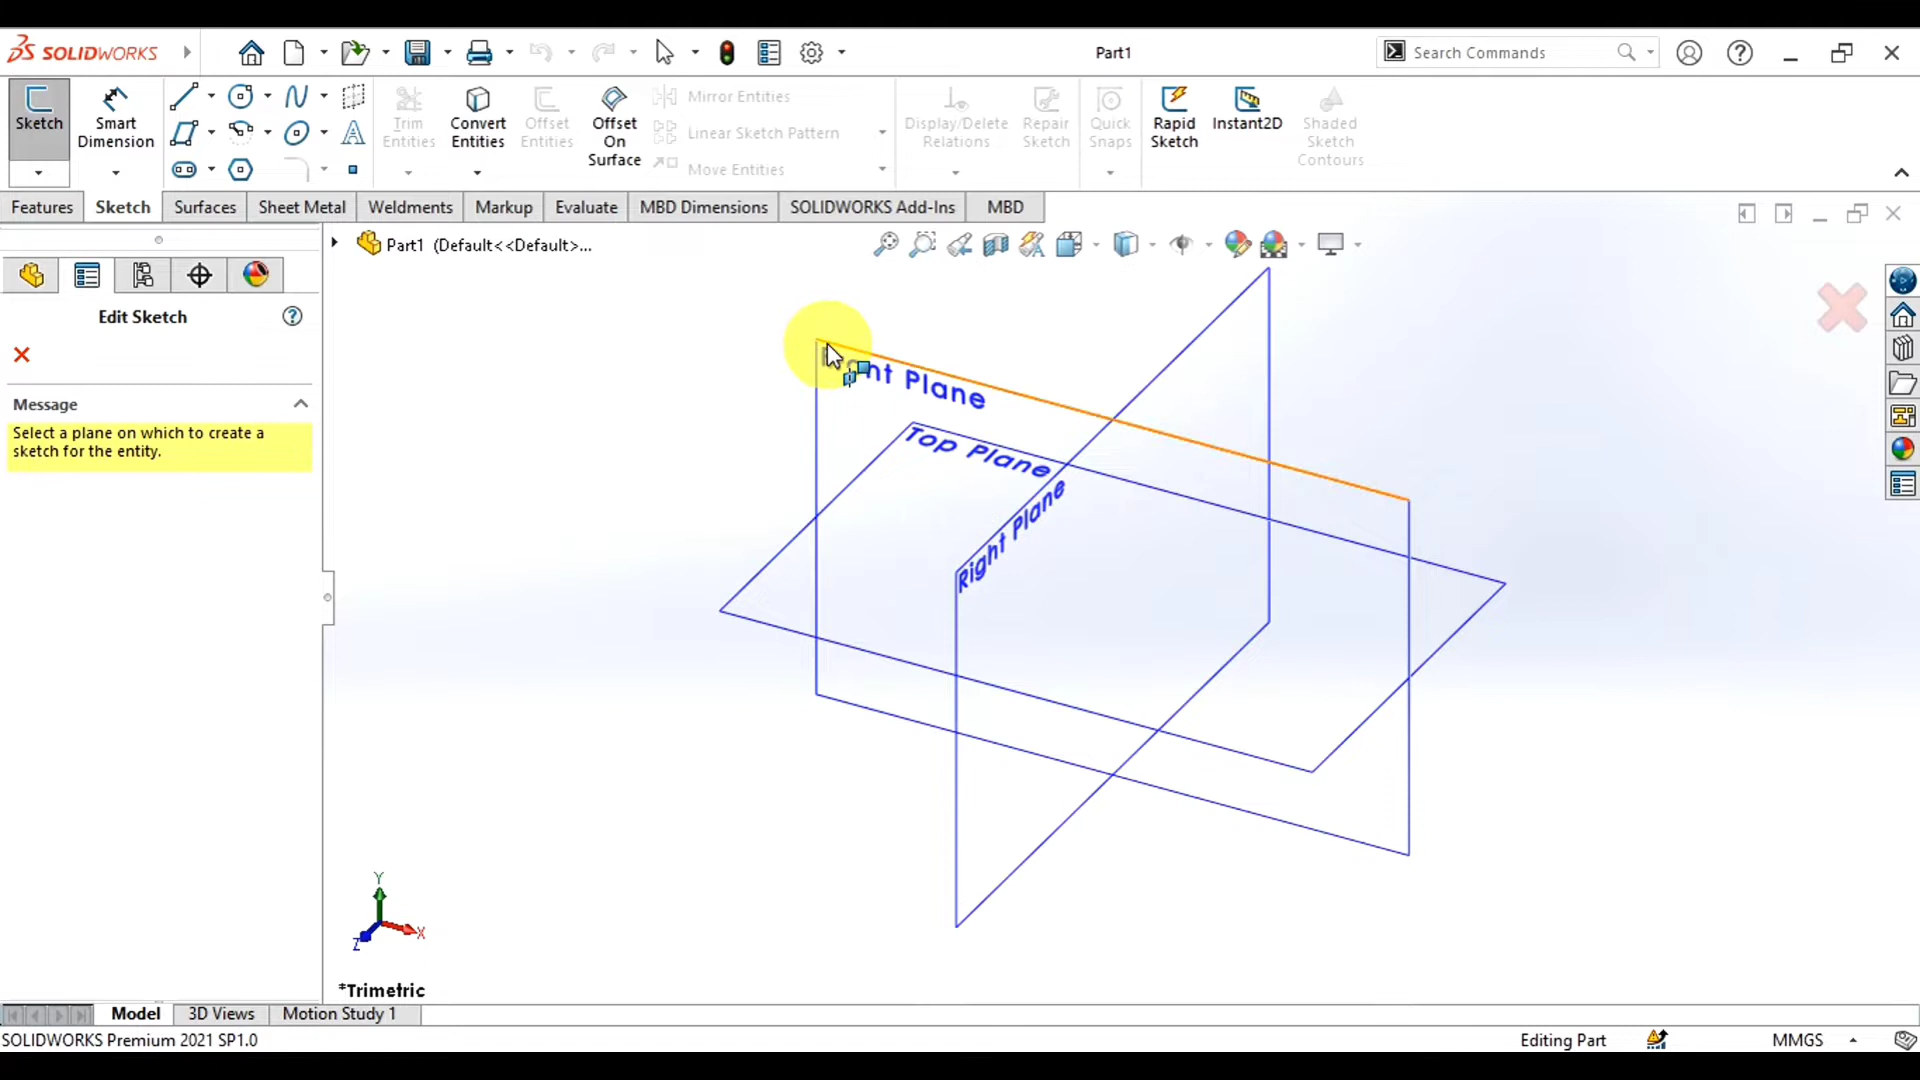 SOLIDWORKS
Part1
Search Commands
Sketch
Smart Dimension
Trim Entities
Convert Entities
Offset Entities
Offset On Surface
Mirror Entities
Linear Sketch Pattern
Move Entities
Display/Delete Relations
Repair Sketch
Quick Snaps
Rapid Sketch
Instant2D
Shaded Sketch Contours
Features
Sketch
Surfaces
Sheet Metal
Weldments
Markup
Evaluate
MBD Dimensions
SOLIDWORKS Add-Ins
MBD
Part1 (Default<<Default>...
Edit Sketch
Message
Select a plane on which to create a
sketch for the entity.
Plane
Top Plane
Right Plane
Y
X
Z
*Trimetric
Model
3D Views
Motion Study 1
SOLIDWORKS Premium 2021 SP1.0
Editing Part
MMGS